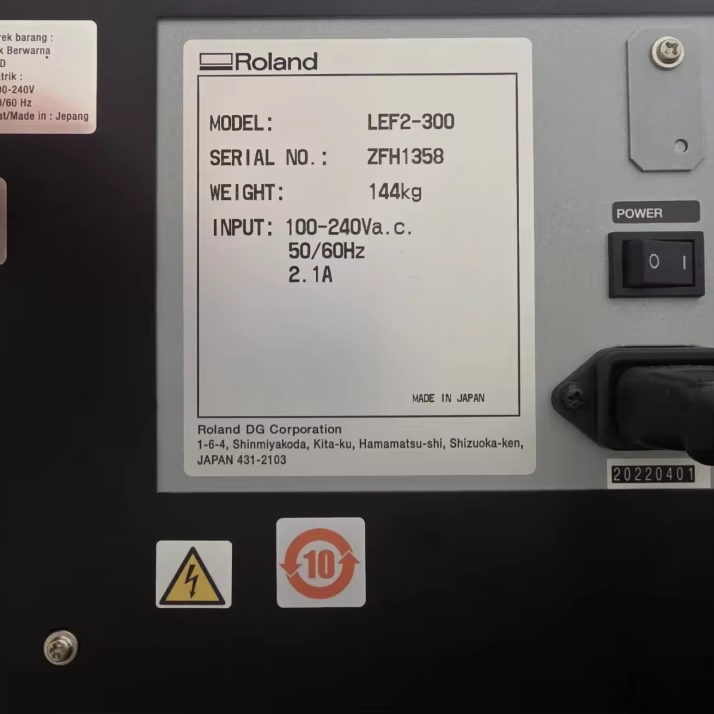 rek barang :
k Berwarna
D
trik :
00-240V
0/60 Hz
at/Made in : Jepang
Roland
MODEL: LEF2-300
SERIAL NO.: ZFH1358
WEIGHT: 144kg
INPUT: 100-240Va.c.
50/60Hz
2.1A
MADE IN JAPAN
Roland DG Corporation
1-6-4, Shinmiyakoda, Kita-ku, Hamamatsu-shi, Shizuoka-ken,
JAPAN 431-2103
POWER
O I
20220401
10